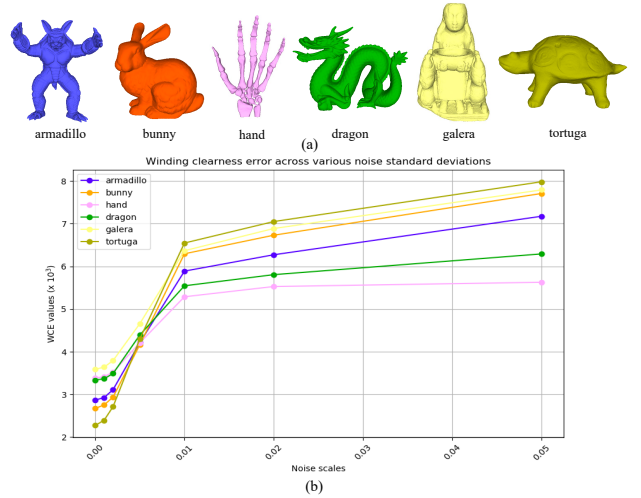 armadillo bunny hand dragon galera tortuga
(a)
Winding clearness error across various noise standard deviations
armadillo
bunny
hand
dragon
galera
tortuga
8
7
6
5
4
3
2
WCE values (x 10³)
0.00 0.01 0.02 0.03 0.04 0.05
Noise scales
(b)